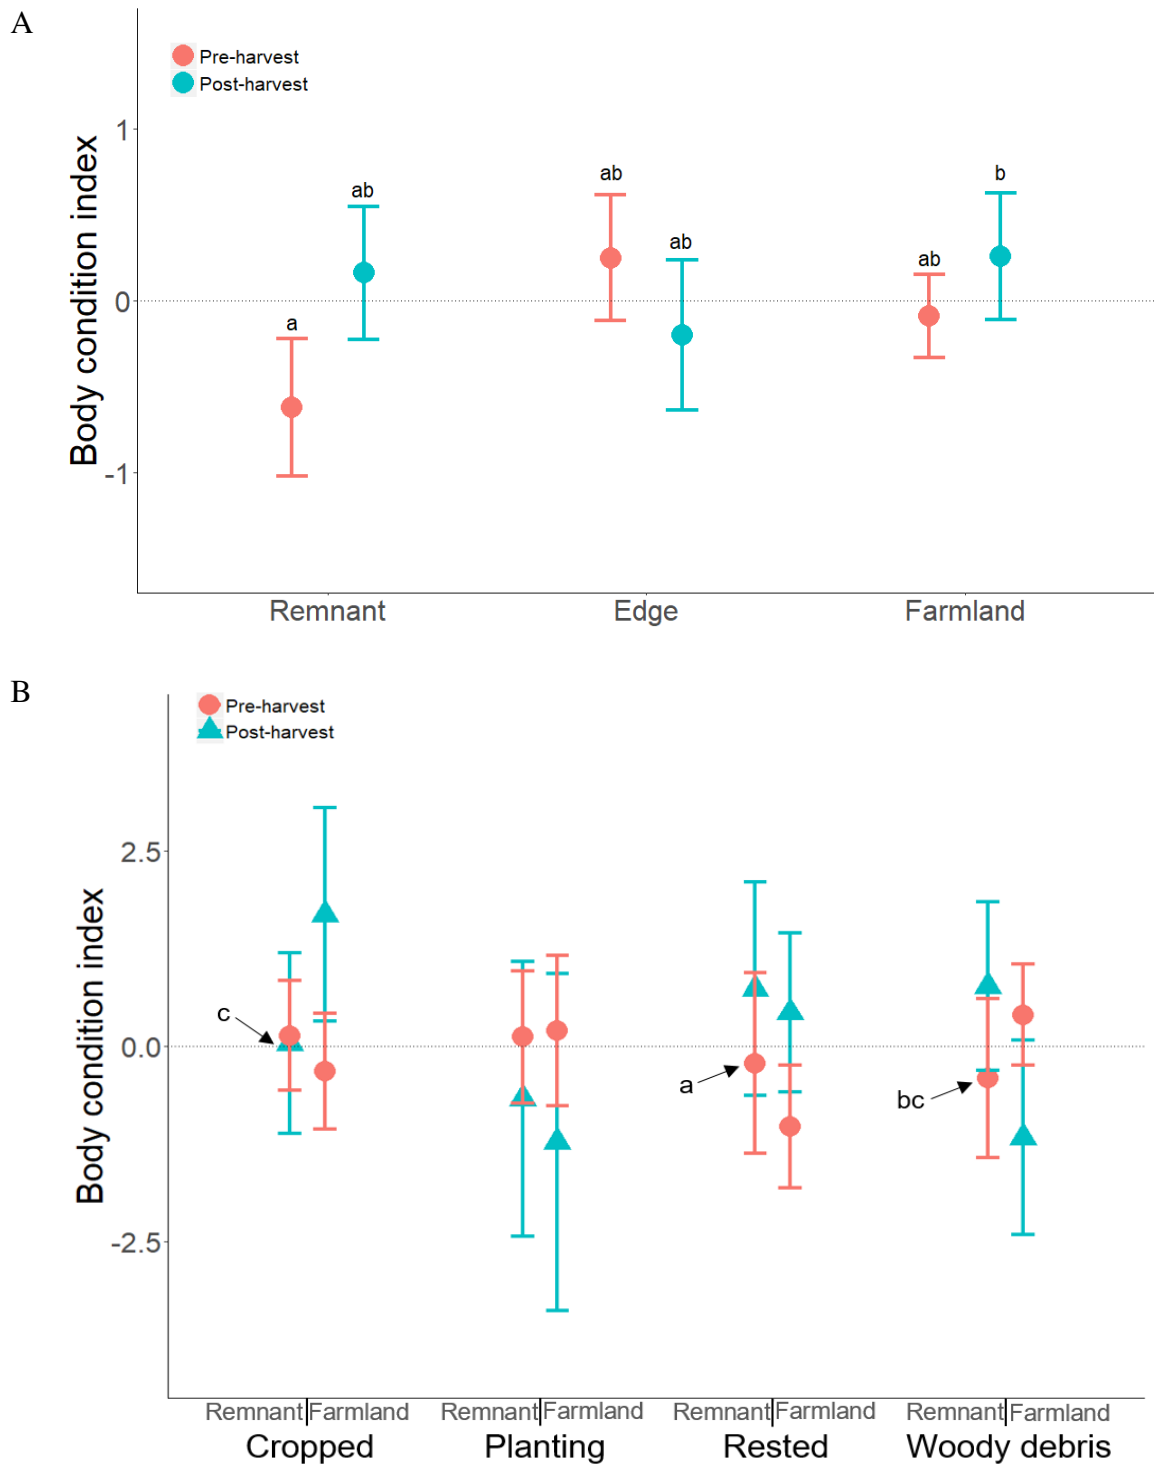 A
Pre-harvest
Post-harvest
Body condition index
1
0
-1
ab
ab
b
ab
ab
a
Remnant Edge Farmland
B
Pre-harvest
Post-harvest
Body condition index
2.5
0.0
-2.5
c
a
bc
Remnant Farmland Remnant Farmland Remnant Farmland Remnant Farmland
Cropped Planting Rested Woody debris